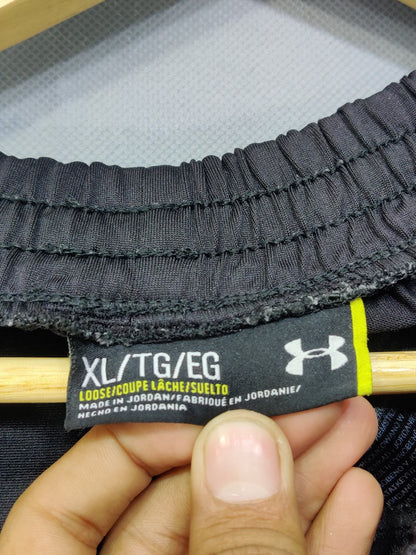 XL/TG/EG
LOOSE/COUPE LÂCHE/SUELTO
MADE IN JORDAN/FABRIQUÉ EN JORDANIE/
HECHO EN JORDANIA